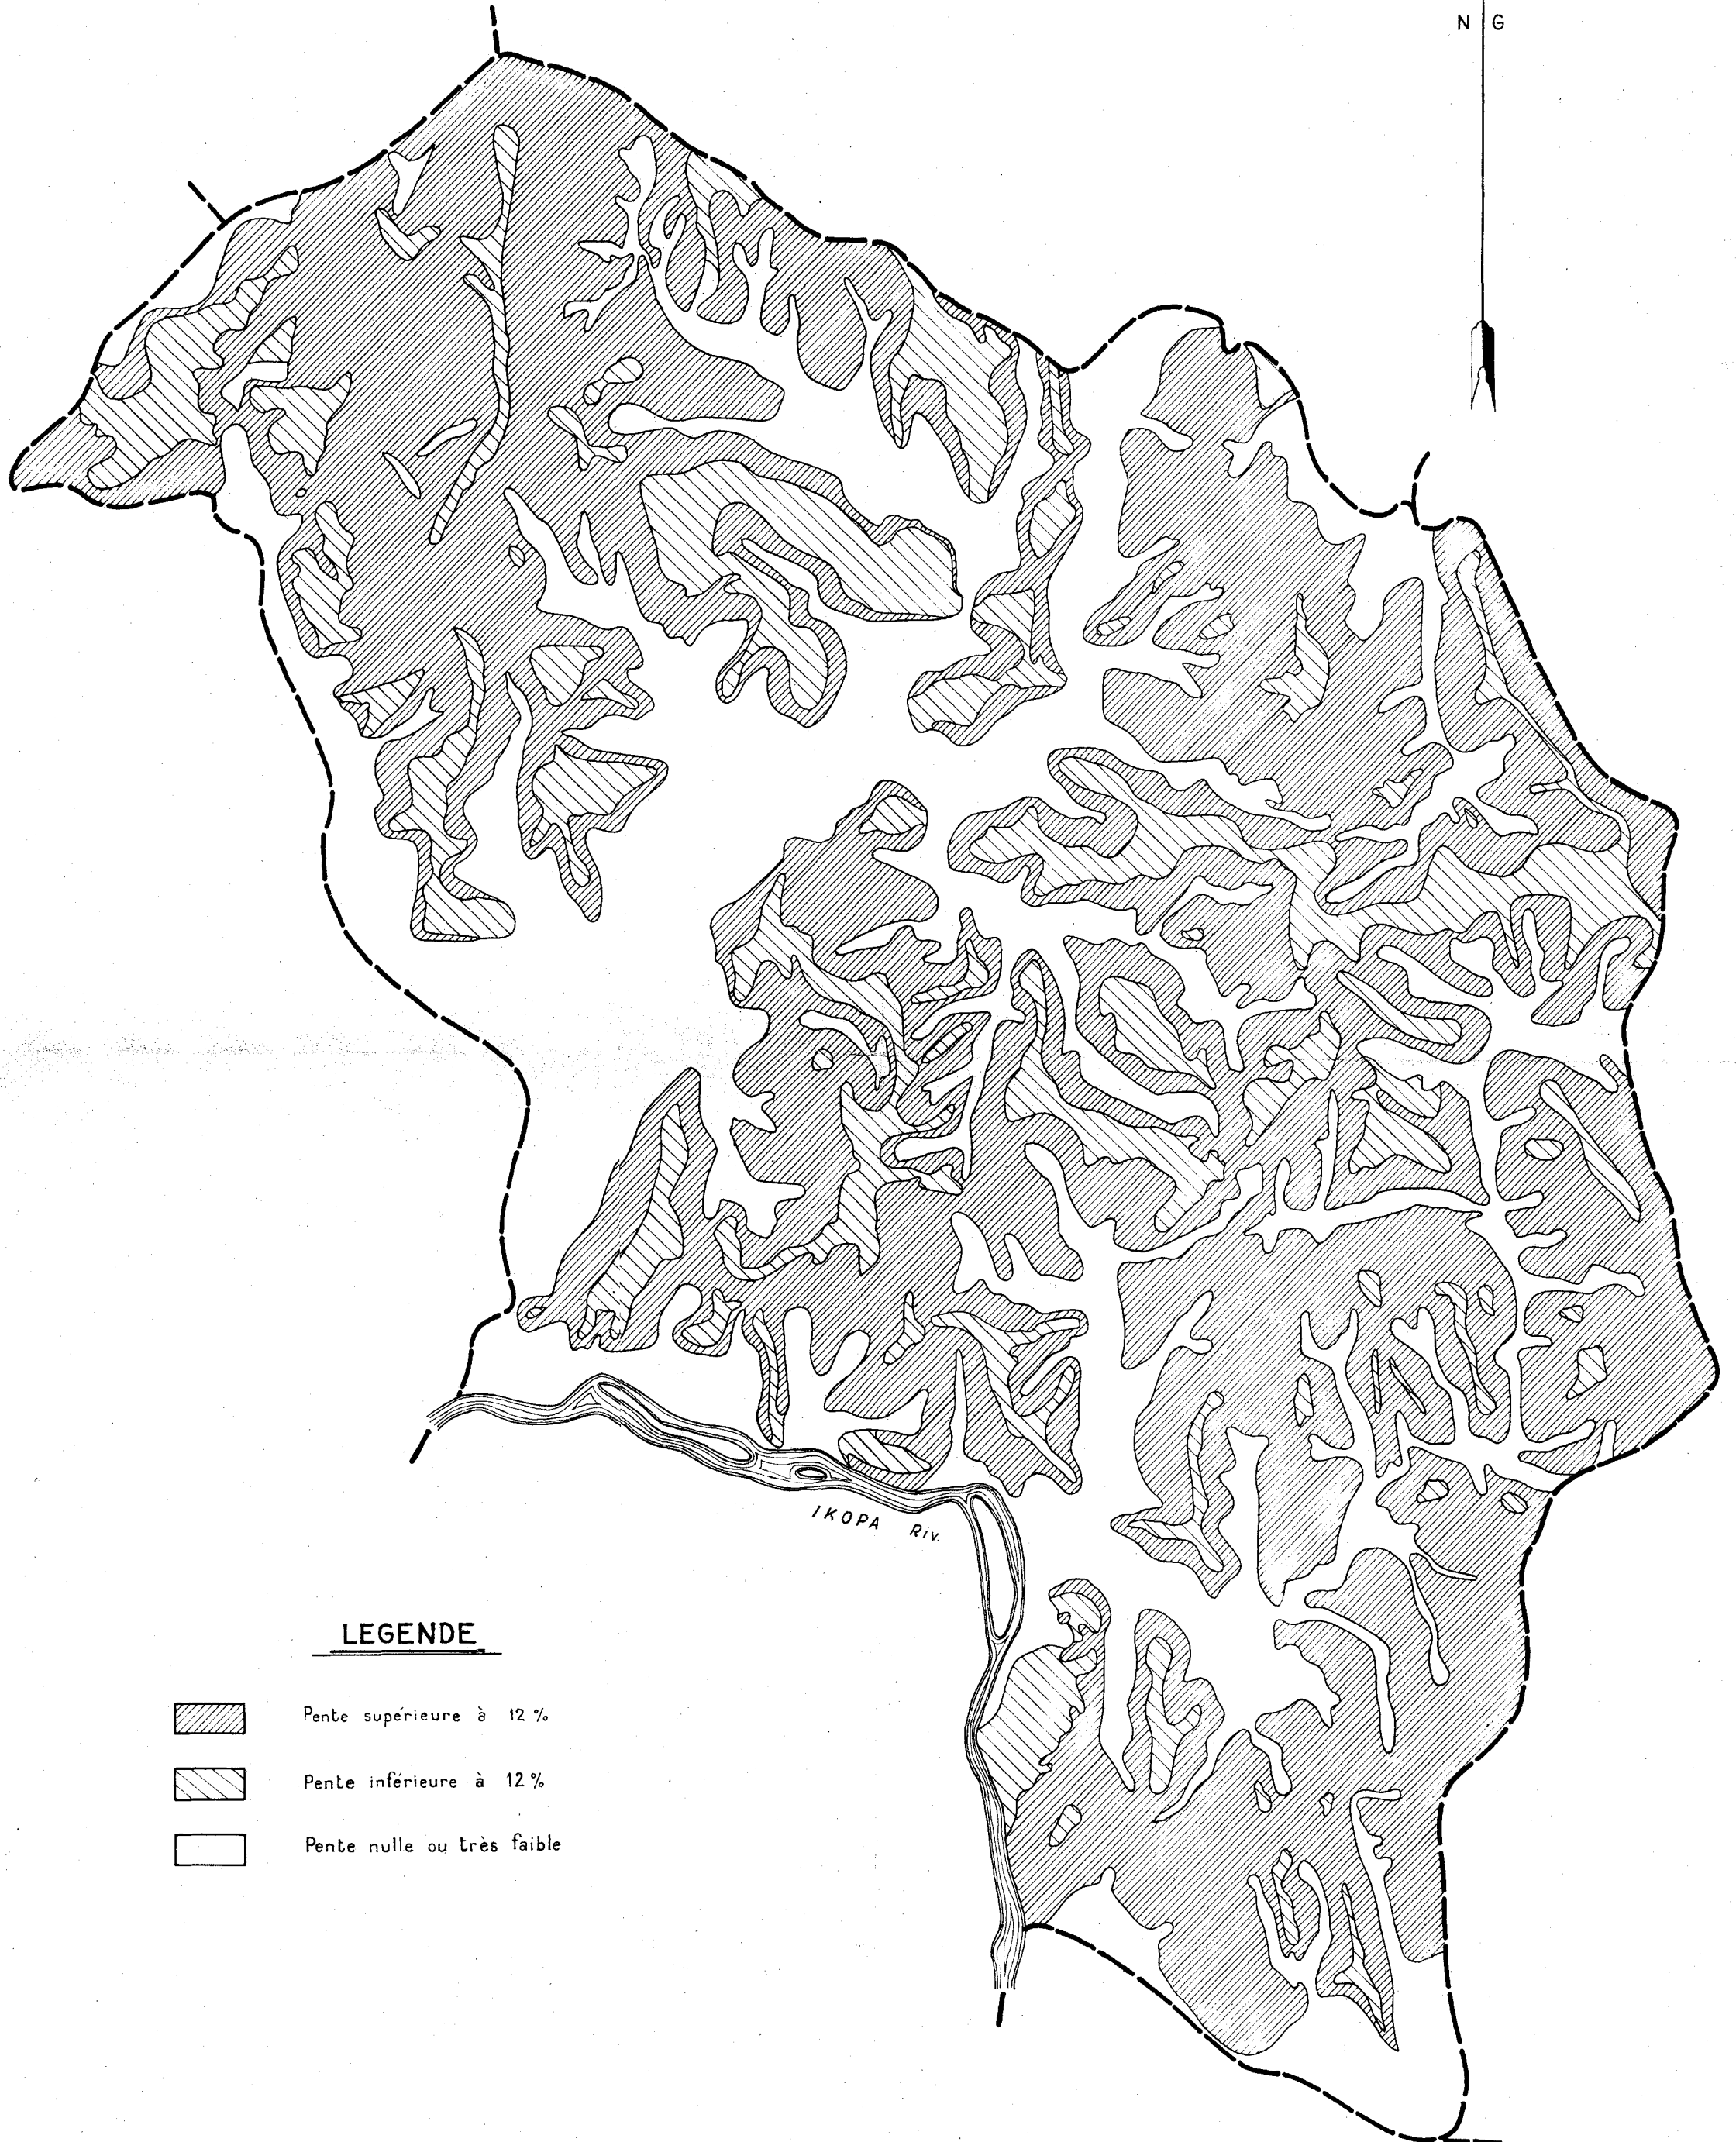 N G
IKOPA Riv.
LEGENDE
Pente supérieure à 12 %
Pente inférieure à 12 %
Pente nulle ou très faible